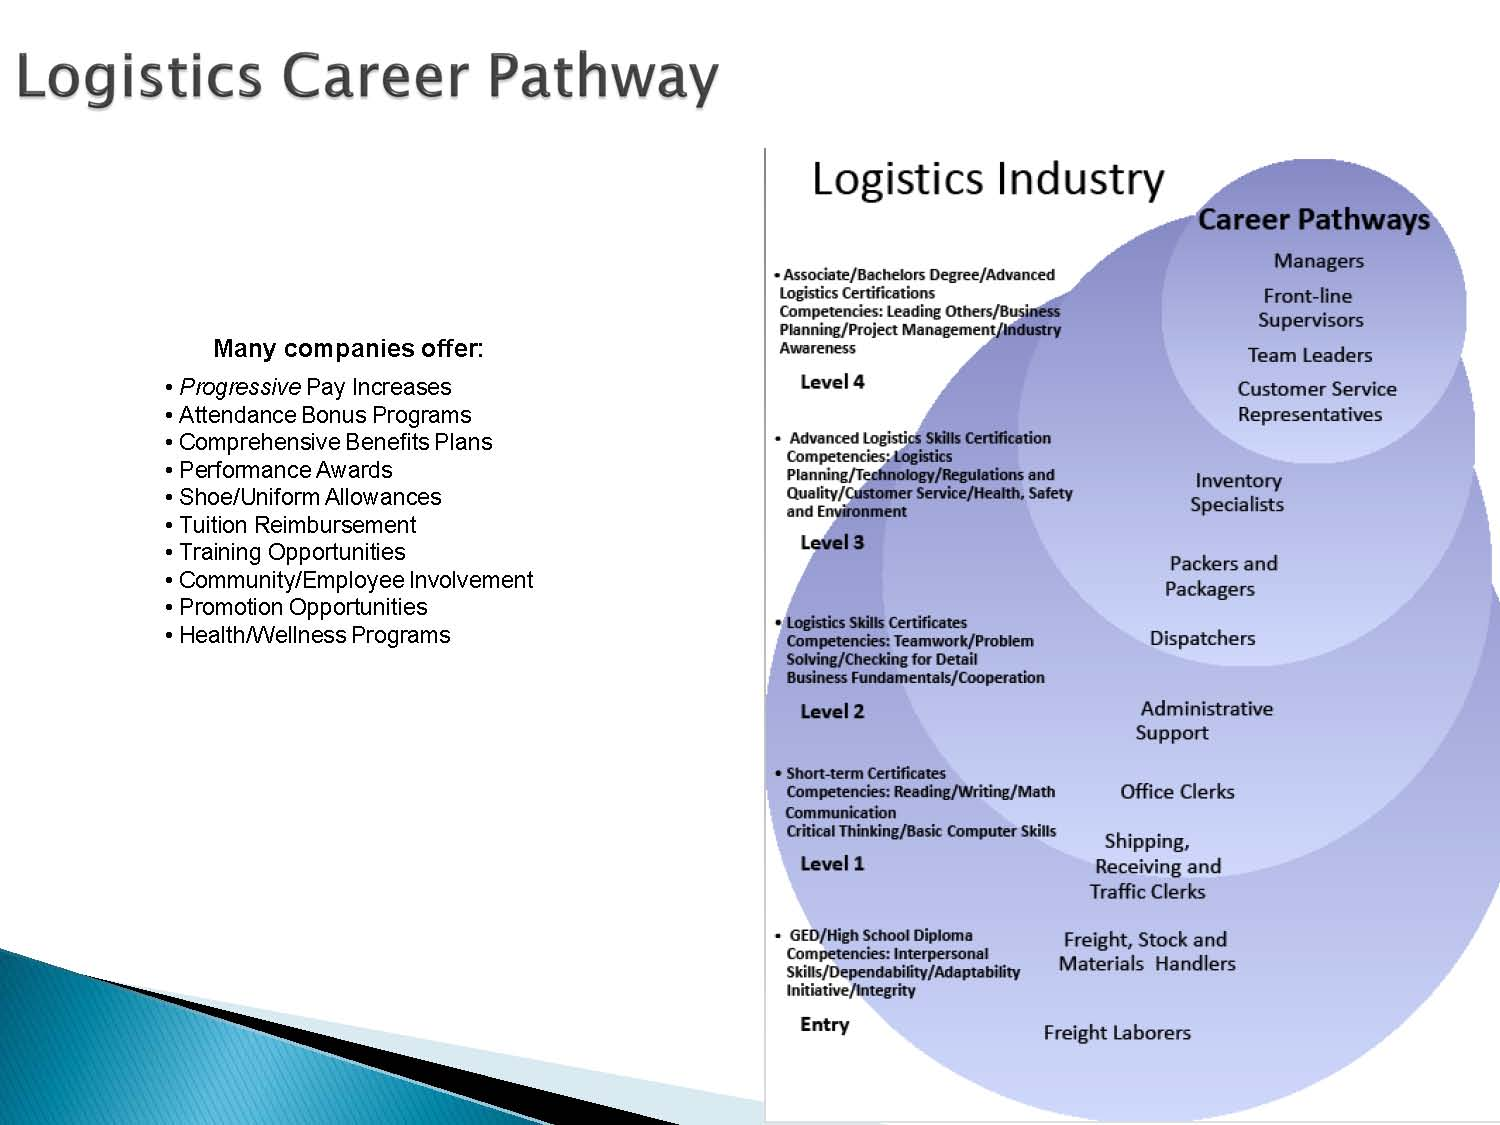 Logistics Career Pathway
Many companies offer:
• Progressive Pay Increases
• Attendance Bonus Programs
• Comprehensive Benefits Plans
• Performance Awards
• Shoe/Uniform Allowances
• Tuition Reimbursement
• Training Opportunities
• Community/Employee Involvement
• Promotion Opportunities
• Health/Wellness Programs
Logistics Industry
• Associate/Bachelors Degree/Advanced
Logistics Certifications
Competencies: Leading Others/Business
Planning/Project Management/Industry
Awareness
Level 4
• Advanced Logistics Skills Certification
Competencies: Logistics
Planning/Technology/Regulations and
Quality/Customer Service/Health, Safety
and Environment
Level 3
• Logistics Skills Certificates
Competencies: Teamwork/Problem
Solving/Checking for Detail
Business Fundamentals/Cooperation
Level 2
• Short-term Certificates
Competencies: Reading/Writing/Math
Communication
Critical Thinking/Basic Computer Skills
Level 1
• GED/High School Diploma
Competencies: Interpersonal
Skills/Dependability/Adaptability
Initiative/Integrity
Entry
Career Pathways
Managers
Front-line
Supervisors
Team Leaders
Customer Service
Representatives
Inventory
Specialists
Packers and
Packagers
Dispatchers
Administrative
Support
Office Clerks
Shipping,
Receiving and
Traffic Clerks
Freight, Stock and
Materials Handlers
Freight Laborers